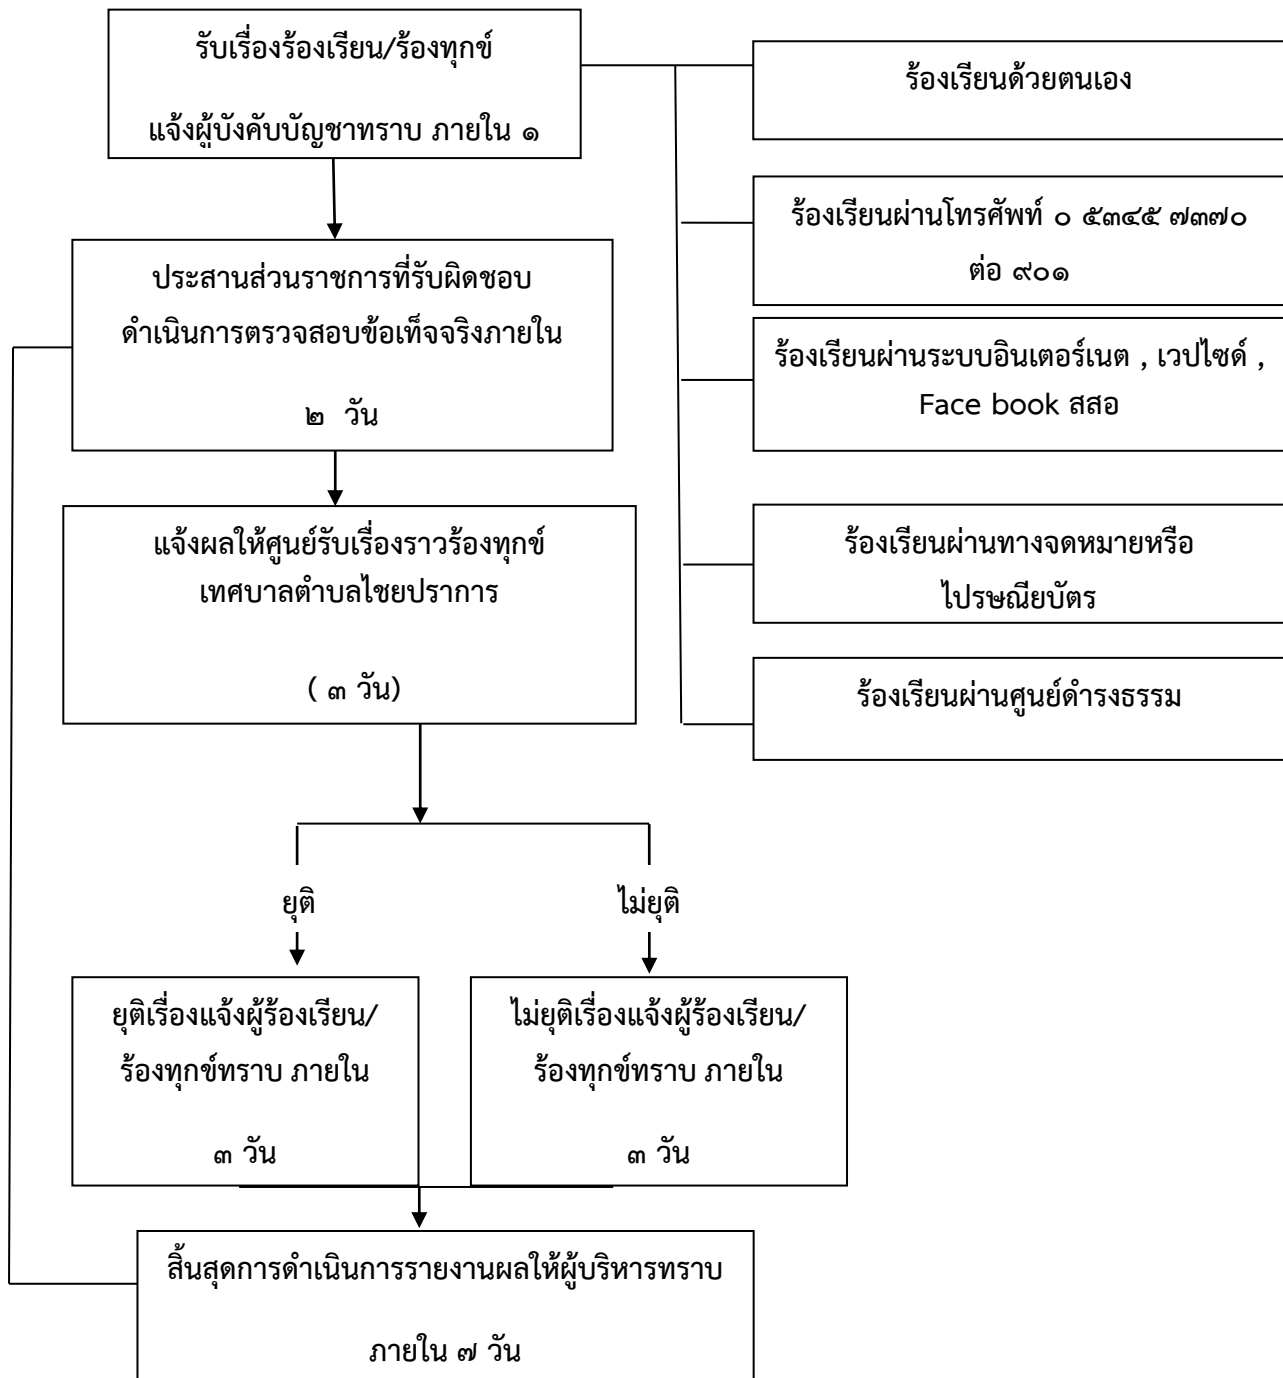 รับเรื่องร้องเรียน/ร้องทุกข์
แจ้งผู้บังคับบัญชาทราบ ภายใน ๑
ร้องเรียนด้วยตนเอง
ร้องเรียนผ่านโทรศัพท์ ๐ ๕๓๔๕ ๗๓๗๐
ต่อ ๙๐๑
ร้องเรียนผ่านระบบอินเตอร์เนต , เวปไซด์ ,
Face book สสอ
ร้องเรียนผ่านทางจดหมายหรือ
ไปรษณียบัตร
ร้องเรียนผ่านศูนย์ดำรงธรรม
ประสานส่วนราชการที่รับผิดชอบ
ดำเนินการตรวจสอบข้อเท็จจริงภายใน
๒ วัน
แจ้งผลให้ศูนย์รับเรื่องราวร้องทุกข์
เทศบาลตำบลไชยปราการ
( ๓ วัน)
ยุติ
ไม่ยุติ
ยุติเรื่องแจ้งผู้ร้องเรียน/
ร้องทุกข์ทราบ ภายใน
๓ วัน
ไม่ยุติเรื่องแจ้งผู้ร้องเรียน/
ร้องทุกข์ทราบ ภายใน
๓ วัน
สิ้นสุดการดำเนินการรายงานผลให้ผู้บริหารทราบ
ภายใน ๗ วัน